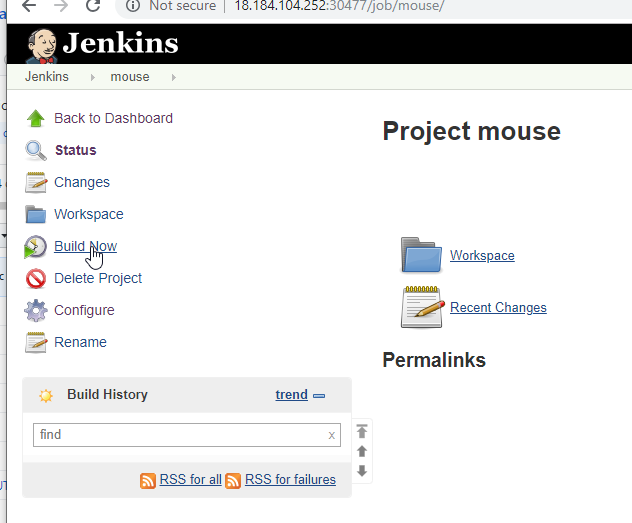 Not secure | 18.184.104.252:30477/job/mouse/
Jenkins
Jenkins mouse
Back to Dashboard
Status
Changes
Workspace
Build Now
Delete Project
Configure
Rename
Project mouse
Workspace
Recent Changes
Permalinks
Build History trend
find x
RSS for all RSS for failures